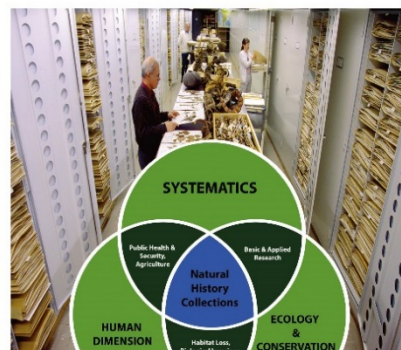 SYSTEMATICS
Public Health &
Security,
Agriculture
Basic & Applied
Research
Natural
History
Collections
HUMAN
DIMENSION
Habitat Loss,
ECOLOGY
&
CONSERVATION